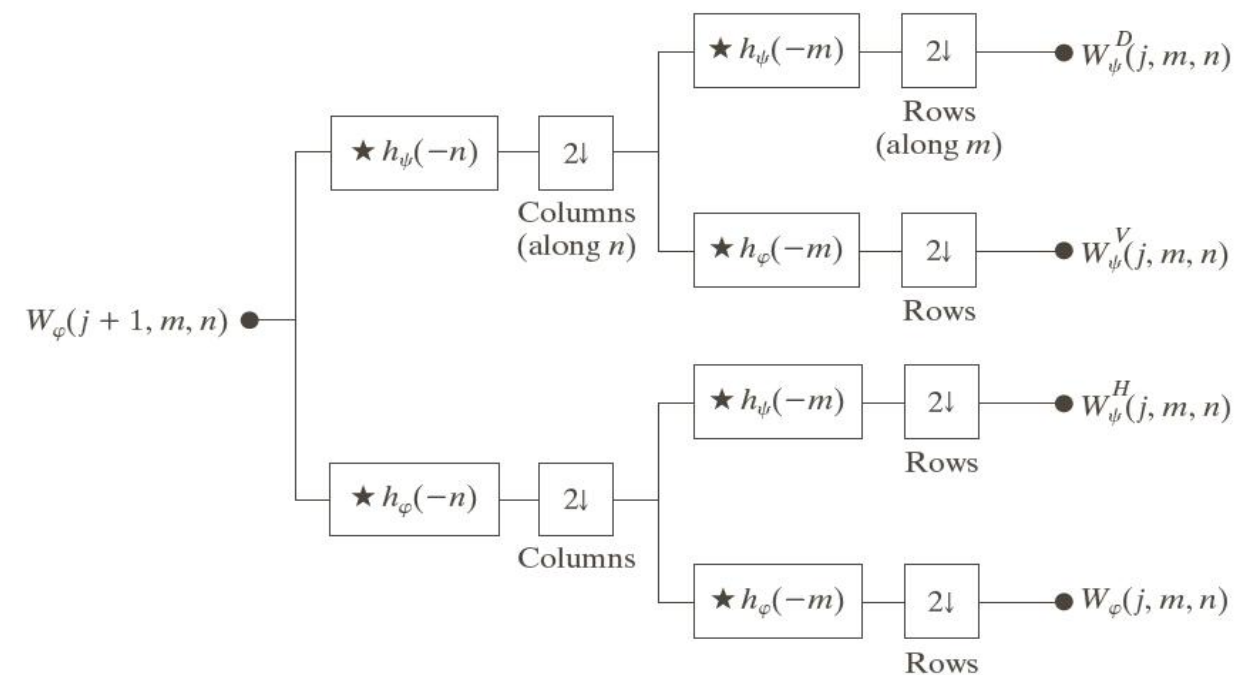 ★ h_ψ(−m)
2↓
W_ψ^D(j, m, n)
Rows
(along m)
★ h_ψ(−n)
2↓
Columns
(along n)
★ h_φ(−m)
2↓
W_ψ^V(j, m, n)
Rows
W_φ(j + 1, m, n)
★ h_ψ(−m)
2↓
W_ψ^H(j, m, n)
Rows
★ h_φ(−n)
2↓
Columns
★ h_φ(−m)
2↓
W_φ(j, m, n)
Rows